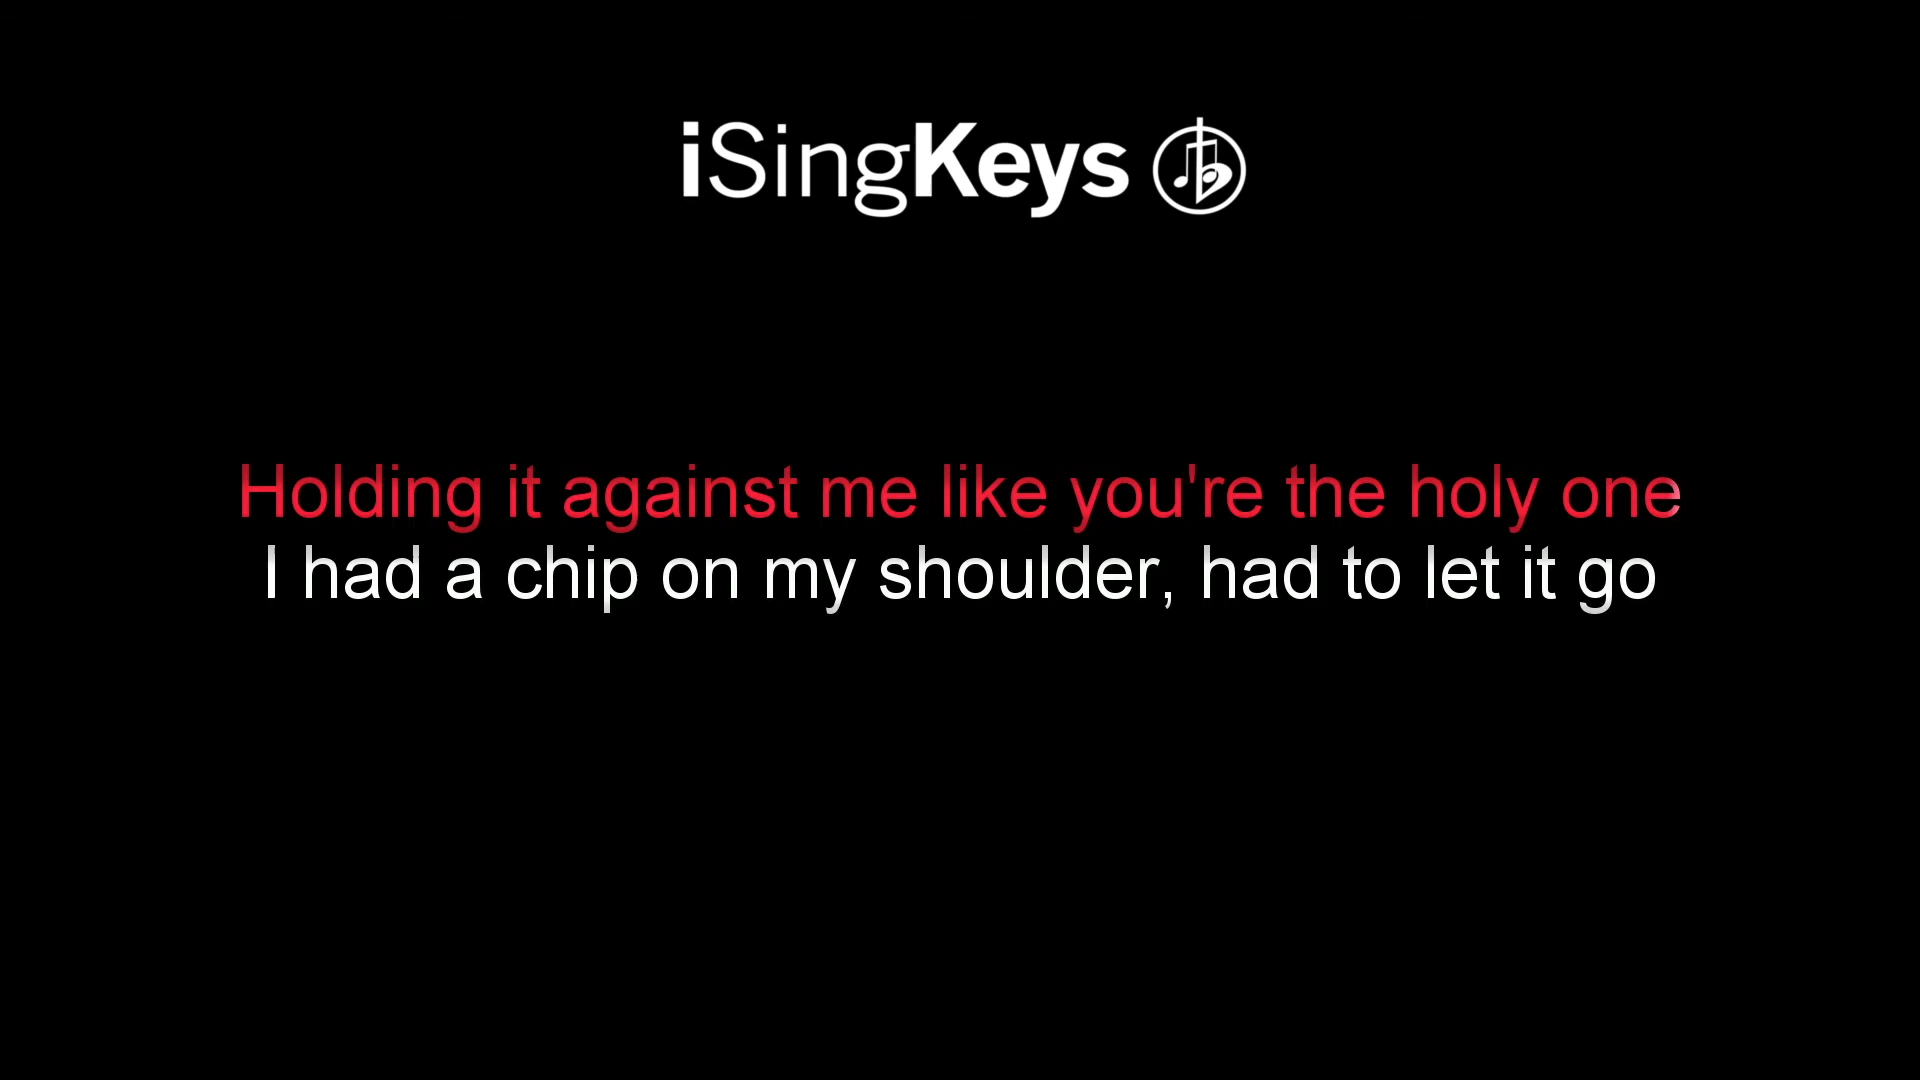 iSingKeys
Holding it against me like you're the holy one
I had a chip on my shoulder, had to let it go